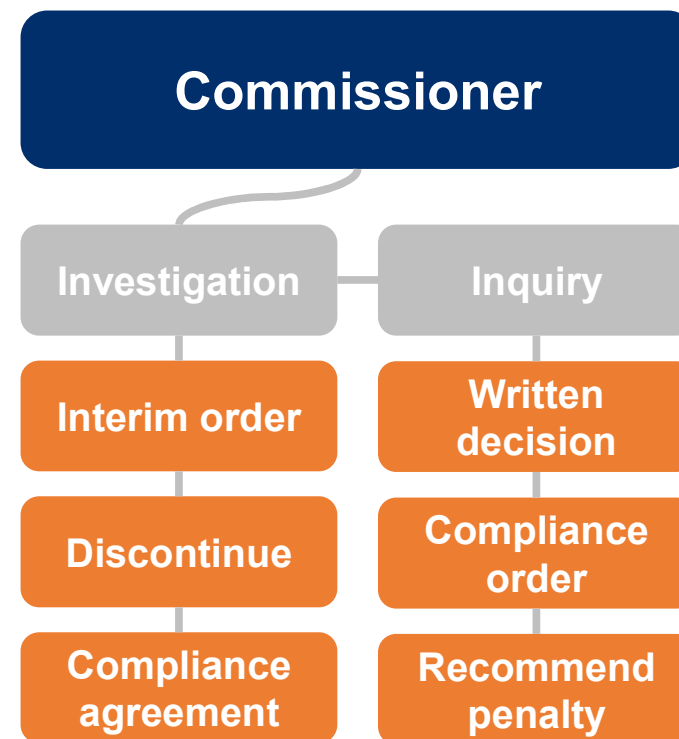 Commissioner
Investigation
Interim order
Discontinue
Compliance
agreement
Inquiry
Written
decision
Compliance
order
Recommend
penalty